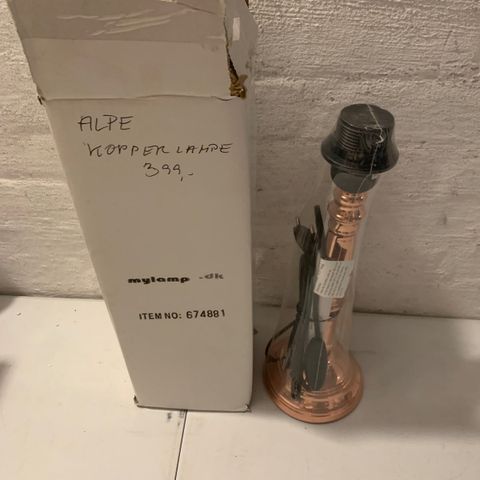 ALPE
KOPPER LAMPE
399,-
mylamp.dk
ITEM NO: 674881